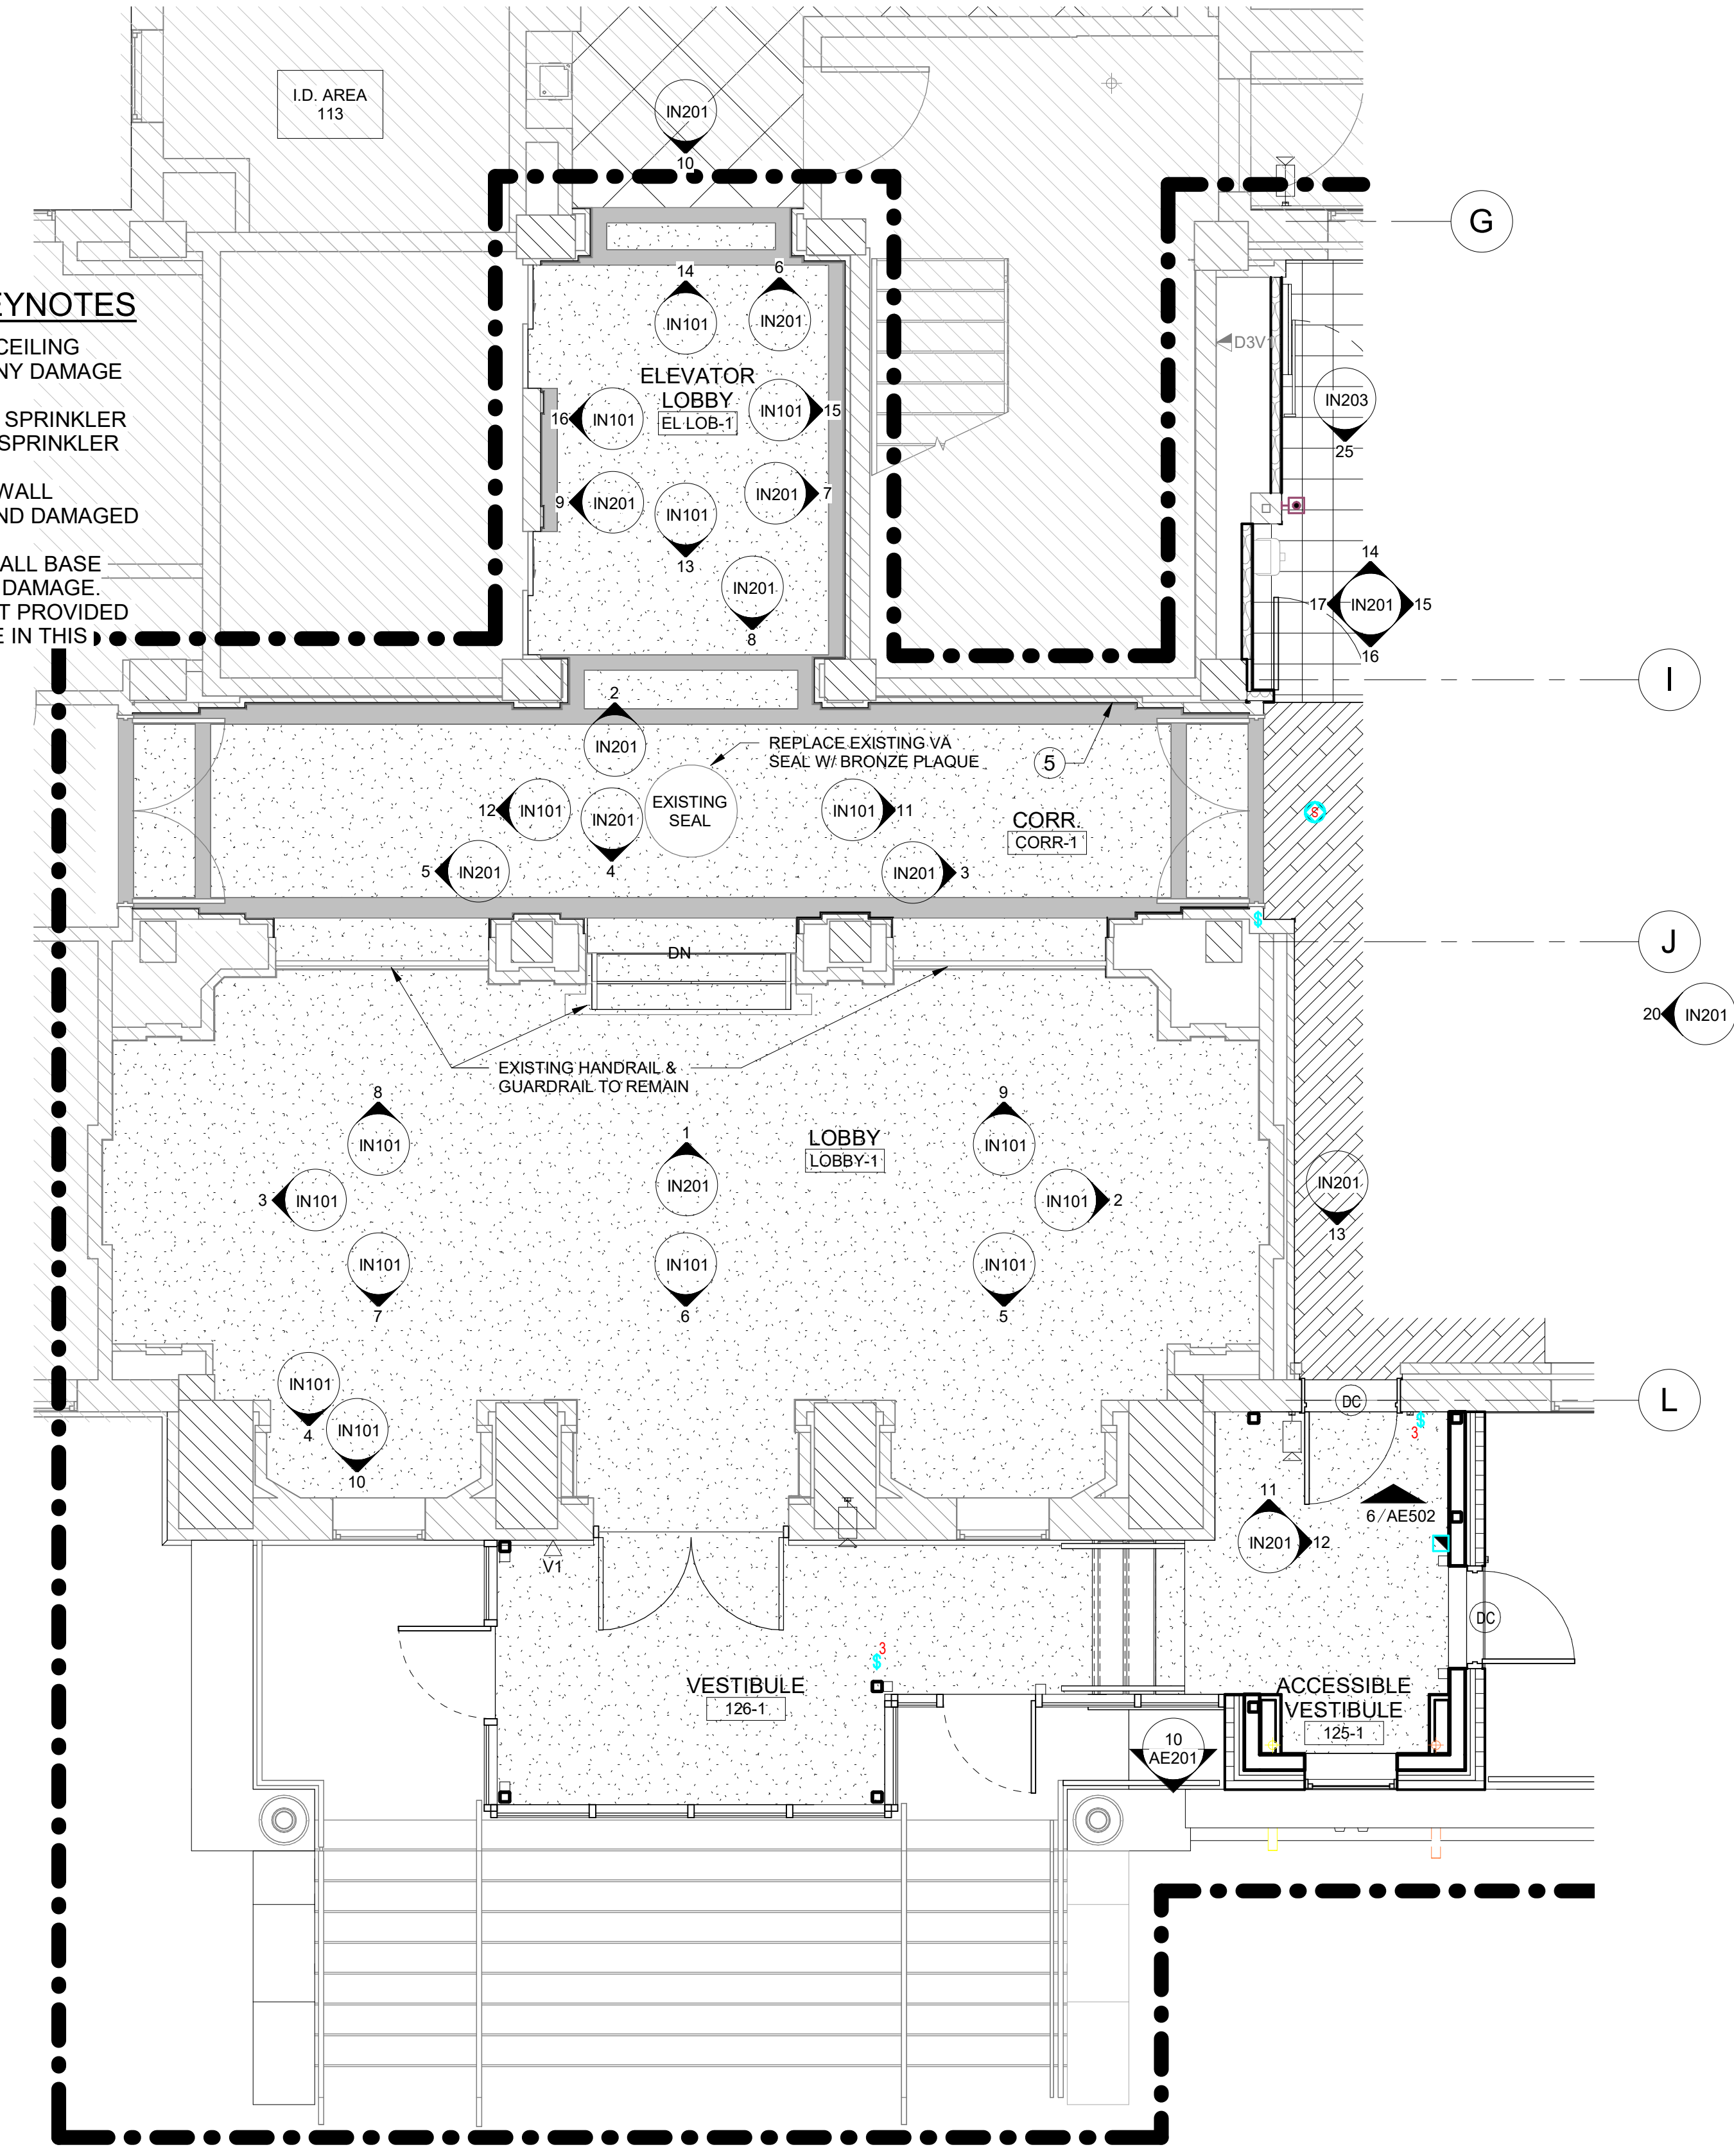 I.D. AREA
113
IN201
10
G
EYNOTES
CEILING
NY DAMAGE
SPRINKLER
SPRINKLER
WALL
ND DAMAGED
ALL BASE
DAMAGE.
T PROVIDED
E IN THIS
14
IN101
6
IN201
ELEVATOR
LOBBY
EL LOB-1
16
IN101
IN101
15
9
IN201
IN201
7
IN101
13
IN201
8
D3V1
IN203
25
14
17
IN201
15
16
I
2
IN201
REPLACE EXISTING VA
SEAL W/ BRONZE PLAQUE
5
12
IN101
IN201
4
EXISTING
SEAL
IN101
11
CORR.
CORR-1
5
IN201
IN201
3
S
$
J
20
IN201
DN
EXISTING HANDRAIL &
GUARDRAIL TO REMAIN
8
IN101
1
IN201
LOBBY
LOBBY-1
9
IN101
3
IN101
IN101
2
IN201
13
IN101
7
IN101
6
IN101
5
IN101
4
IN101
10
DC
L
$
3
11
IN201
12
6/AE502
V1
DC
3
$
VESTIBULE
126-1
ACCESSIBLE
VESTIBULE
125-1
10
AE201